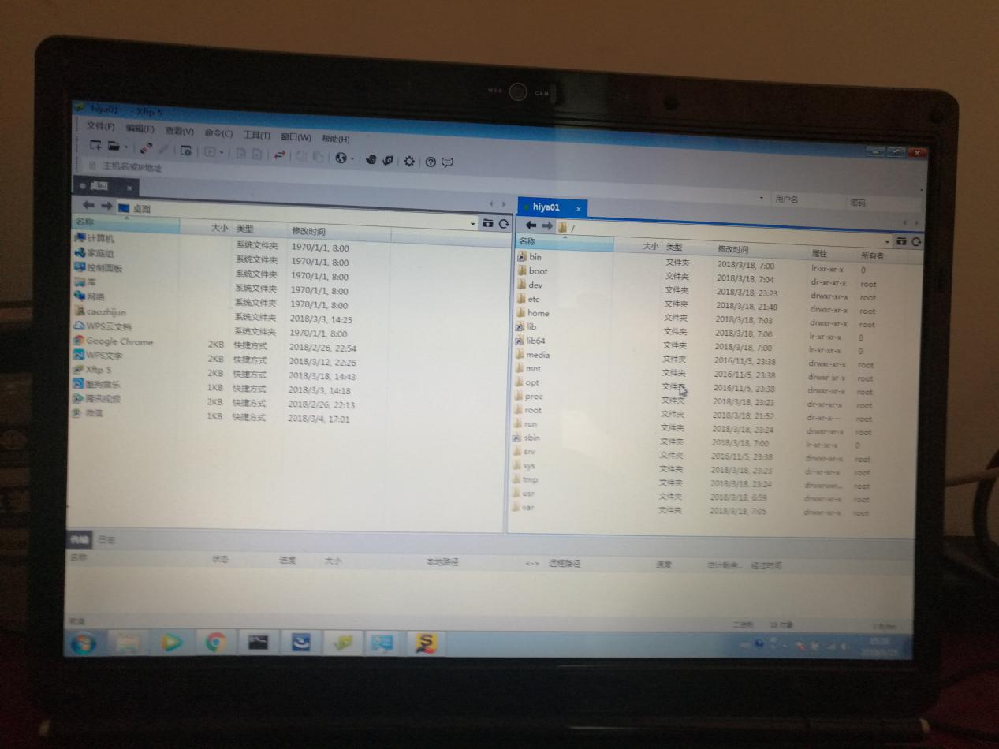 WEB CAM
hiya01 - Xftp 5
文件(F) 编辑(E) 查看(V) 命令(C) 工具(T) 窗口(W) 帮助(H)
主机名或IP地址 用户名 密码
桌面
桌面
名称 大小 类型 修改时间
计算机 系统文件夹 1970/1/1, 8:00
家庭组 系统文件夹 1970/1/1, 8:00
控制面板 系统文件夹 1970/1/1, 8:00
库 系统文件夹 1970/1/1, 8:00
网络 系统文件夹 1970/1/1, 8:00
caozhijun 系统文件夹 2018/3/3, 14:25
WPS云文档 系统文件夹 1970/1/1, 8:00
Google Chrome 2KB 快捷方式 2018/2/26, 22:54
WPS文字 2KB 快捷方式 2018/3/12, 22:26
Xftp 5 2KB 快捷方式 2018/3/18, 14:43
酷狗音乐 1KB 快捷方式 2018/3/3, 14:18
腾讯视频 2KB 快捷方式 2018/2/26, 22:13
微信 1KB 快捷方式 2018/3/4, 17:01
hiya01
/
名称 大小 类型 修改时间 属性 所有者
bin 文件夹 2018/3/18, 7:00 lr-xr-xr-x 0
boot 文件夹 2018/3/18, 7:04 dr-xr-xr-x root
dev 文件夹 2018/3/18, 23:23 drwxr-xr-x root
etc 文件夹 2018/3/18, 21:48 drwxr-xr-x root
home 文件夹 2018/3/18, 7:03 drwxr-xr-x root
lib 文件夹 2018/3/18, 7:00 lr-xr-xr-x 0
lib64 文件夹 2018/3/18, 7:00 lr-xr-xr-x 0
media 文件夹 2016/11/5, 23:38 drwxr-xr-x root
mnt 文件夹 2016/11/5, 23:38 drwxr-xr-x root
opt 文件夹 2016/11/5, 23:38 drwxr-xr-x root
proc 文件夹 2018/3/18, 23:23 dr-xr-xr-x root
root 文件夹 2018/3/18, 21:52 dr-xr-x--- root
run 文件夹 2018/3/18, 23:24 drwxr-xr-x root
sbin 文件夹 2018/3/18, 7:00 lr-xr-xr-x 0
srv 文件夹 2016/11/5, 23:38 drwxr-xr-x root
sys 文件夹 2018/3/18, 23:23 dr-xr-xr-x root
tmp 文件夹 2018/3/18, 23:24 drwxrwxr... root
usr 文件夹 2018/3/18, 6:59 drwxr-xr-x root
var 文件夹 2018/3/18, 7:05 drwxr-xr-x root
传输 日志
名称 状态 进度 大小 本地路径 <-> 远程路径 速度 估计剩余... 经过时间
就绪 二进制 19 对象 0 Bytes